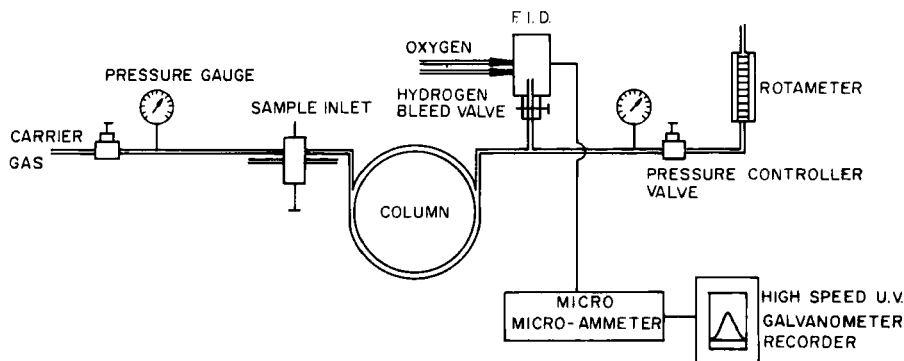 F.I.D.
OXYGEN
HYDROGEN
BLEED VALVE
PRESSURE GAUGE
SAMPLE INLET
ROTAMETER
CARRIER
GAS
PRESSURE CONTROLLER
VALVE
COLUMN
MICRO
MICRO-AMMETER
HIGH SPEED U.V.
GALVANOMETER
RECORDER